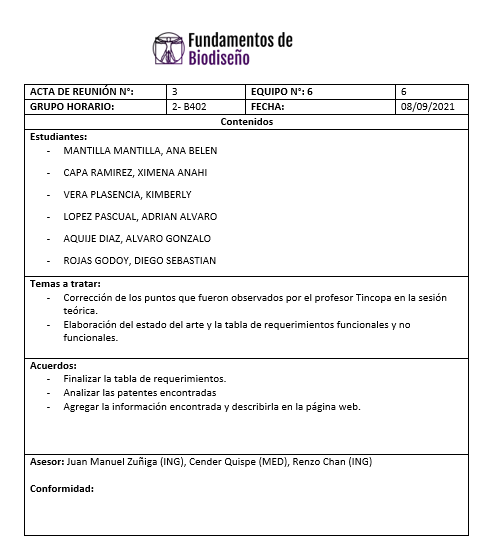 Fundamentos de
Biodiseño
ACTA DE REUNIÓN N°: 3 EQUIPO N°: 6 6
GRUPO HORARIO: 2- B402 FECHA: 08/09/2021
Contenidos
Estudiantes:
- MANTILLA MANTILLA, ANA BELEN
- CAPA RAMIREZ, XIMENA ANAHI
- VERA PLASENCIA, KIMBERLY
- LOPEZ PASCUAL, ADRIAN ALVARO
- AQUIJE DIAZ, ALVARO GONZALO
- ROJAS GODOY, DIEGO SEBASTIAN
Temas a tratar:
- Corrección de los puntos que fueron observados por el profesor Tincopa en la sesión
teórica.
- Elaboración del estado del arte y la tabla de requerimientos funcionales y no
funcionales.
Acuerdos:
- Finalizar la tabla de requerimientos.
- Analizar las patentes encontradas
- Agregar la información encontrada y describirla en la página web.
Asesor: Juan Manuel Zuñiga (ING), Cender Quispe (MED), Renzo Chan (ING)
Conformidad: